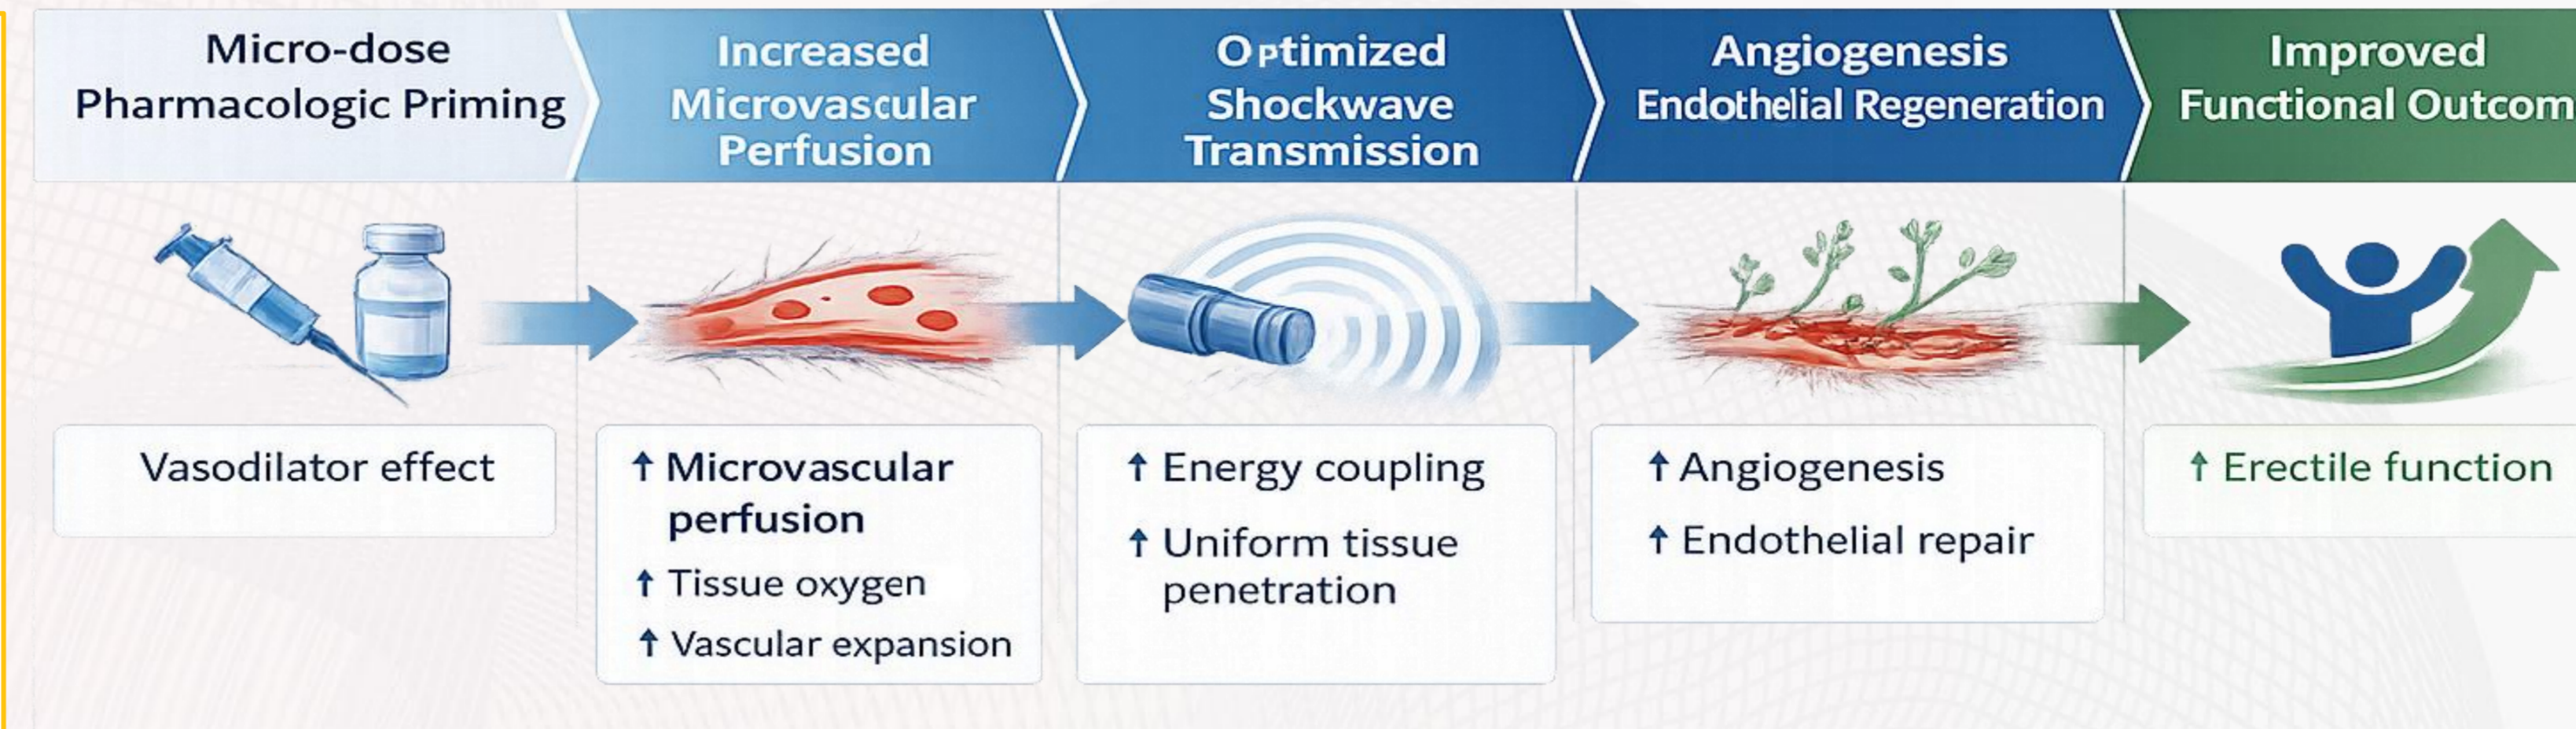 Micro-dose
Pharmacologic Priming
Increased
Microvascular
Perfusion
Optimized
Shockwave
Transmission
Angiogenesis
Endothelial Regeneration
Improved
Functional Outcom
Vasodilator effect
↑ Microvascular
perfusion
↑ Tissue oxygen
↑ Vascular expansion
↑ Energy coupling
↑ Uniform tissue
penetration
↑ Angiogenesis
↑ Endothelial repair
↑ Erectile function